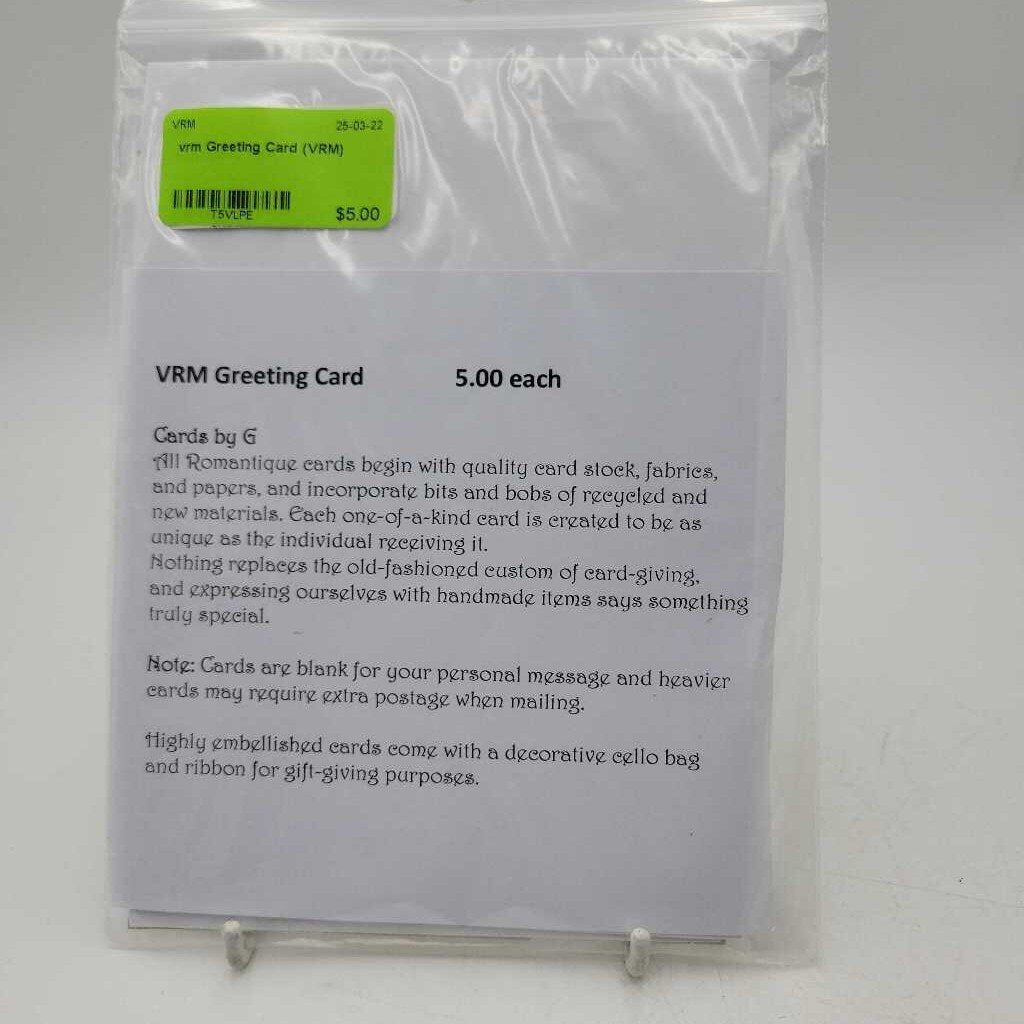 VRM 25-03-22
vrm Greeting Card (VRM)
T5VLPE $5.00
VRM Greeting Card 5.00 each
Cards by G
All Romantique cards begin with quality card stock, fabrics,
and papers, and incorporate bits and bobs of recycled and
new materials. Each one-of-a-kind card is created to be as
unique as the individual receiving it.
Nothing replaces the old-fashioned custom of card-giving,
and expressing ourselves with handmade items says something
truly special.
Note: Cards are blank for your personal message and heavier
cards may require extra postage when mailing.
Highly embellished cards come with a decorative cello bag
and ribbon for gift-giving purposes.